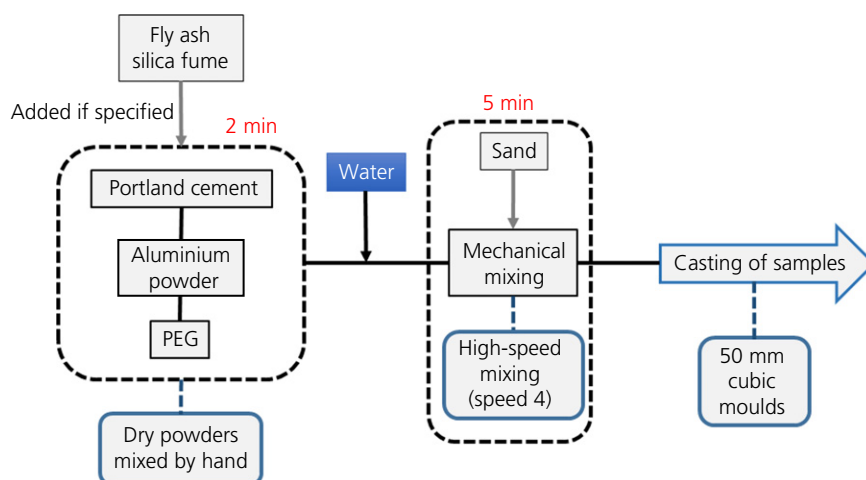 Fly ash
silica fume
Added if specified
2 min
5 min
Portland cement
Aluminium
powder
PEG
Dry powders
mixed by hand
Water
Sand
Mechanical
mixing
High-speed
mixing
(speed 4)
Casting of samples
50 mm
cubic
moulds